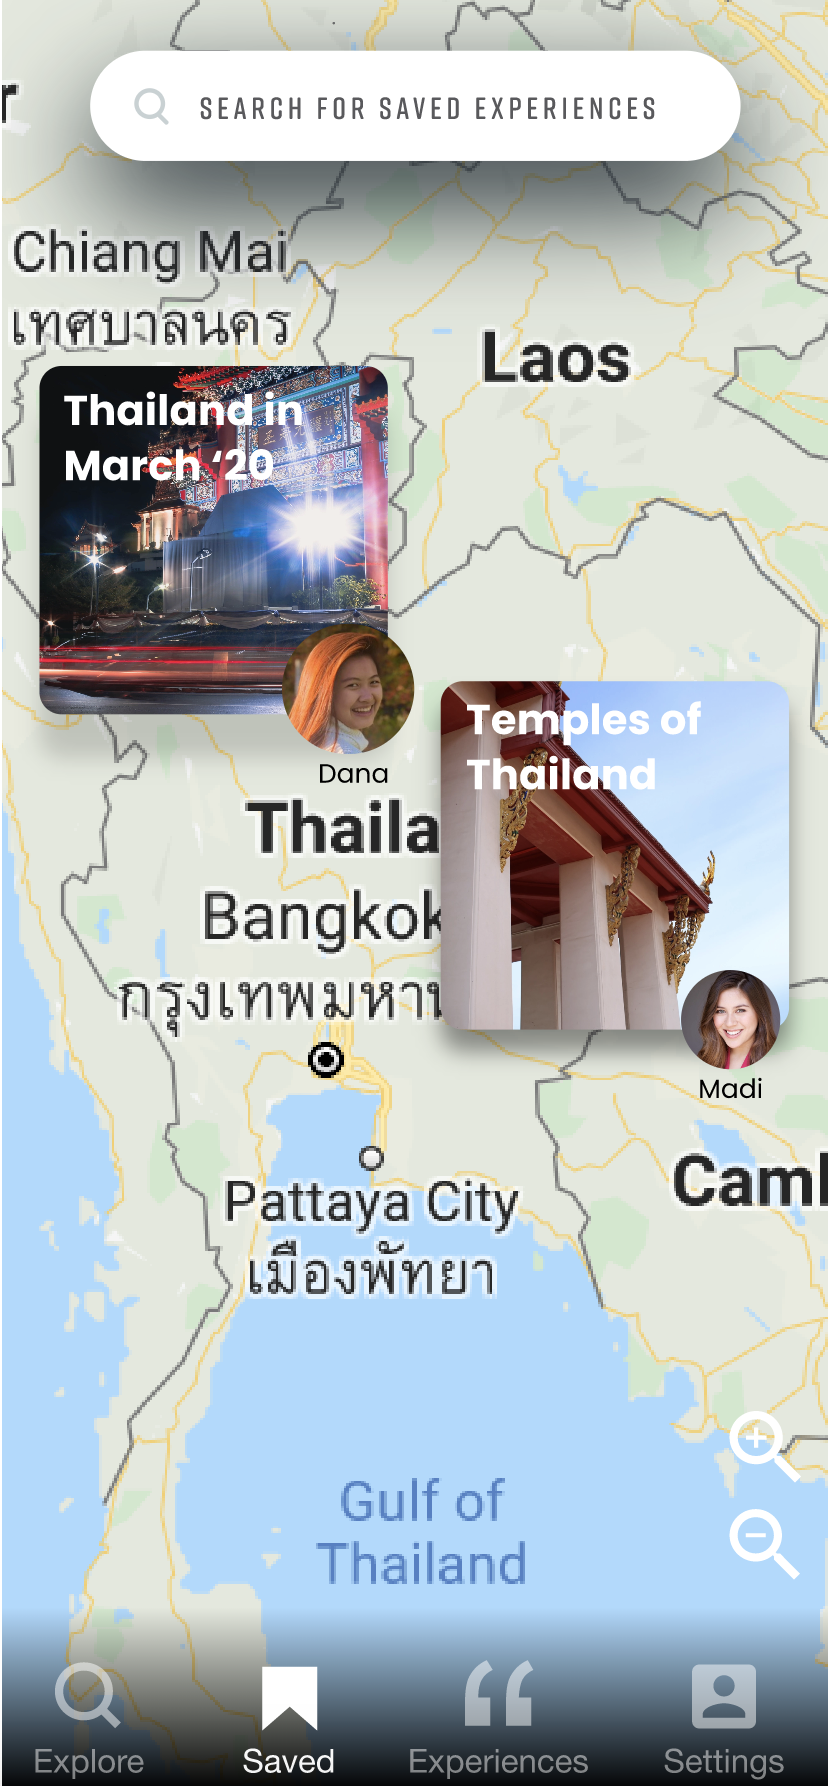 SEARCH FOR SAVED EXPERIENCES
Chiang Mai
เทศบาลนคร
Laos
Thailand in
March ‘20
Dana
Temples of
Thailand
Thaila
Bangkok
กรุงเทพมหา
Madi
Pattaya City
เมืองพัทยา
Caml
Gulf of
Thailand
Explore
Saved
Experiences
Settings